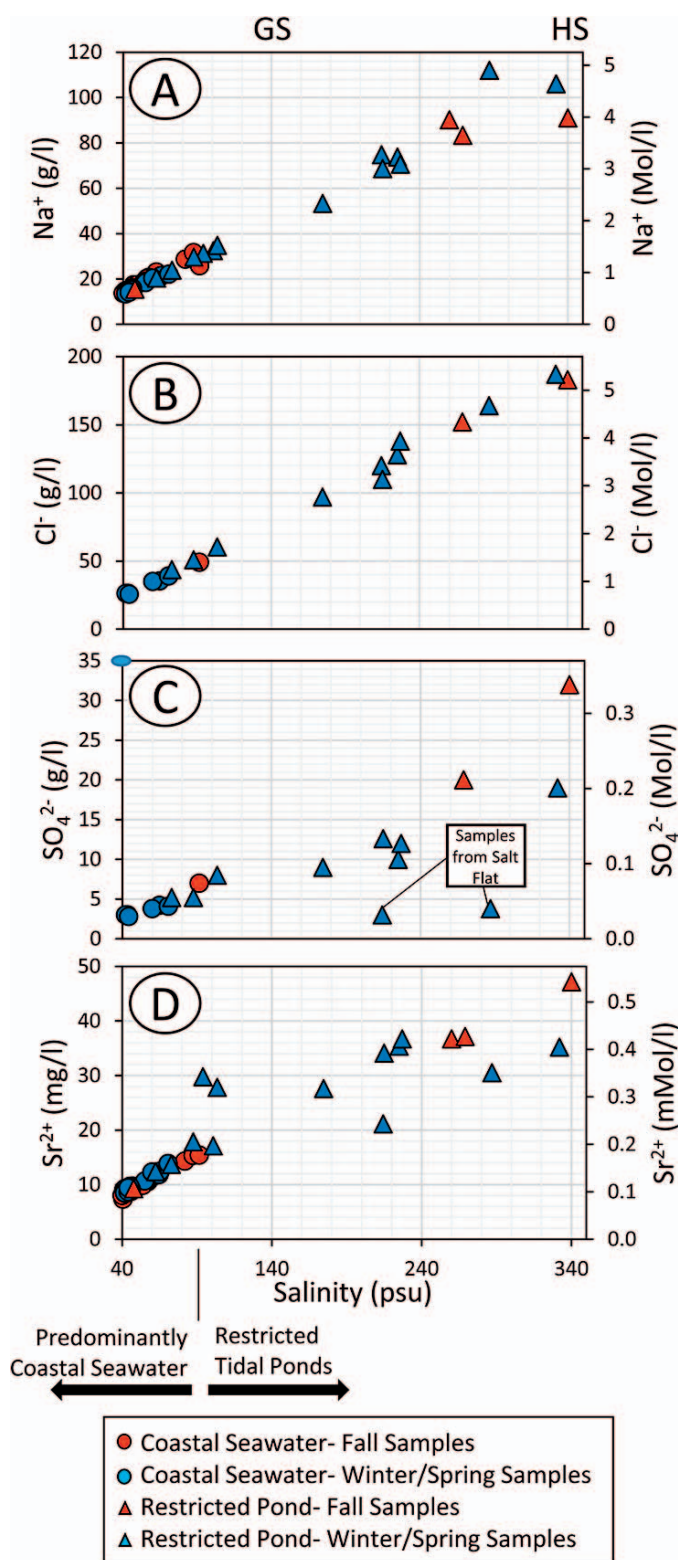 GS HS
A
120
100
80
60
40
20
0
Na⁺ (g/l)
5
4
3
2
1
0
Na⁺ (Mol/l)
B
200
150
100
50
0
Cl⁻ (g/l)
5
4
3
2
1
0
Cl⁻ (Mol/l)
C
35
30
25
20
15
10
5
0
SO₄²⁻ (g/l)
0.3
0.2
0.1
0.0
SO₄²⁻ (Mol/l)
Samples
from Salt
Flat
D
50
40
30
20
10
0
Sr²⁺ (mg/l)
0.5
0.4
0.3
0.2
0.1
0.0
Sr²⁺ (mMol/l)
40 140 240 340
Salinity (psu)
Predominantly
Coastal Seawater
Restricted
Tidal Ponds
Coastal Seawater- Fall Samples
Coastal Seawater- Winter/Spring Samples
Restricted Pond- Fall Samples
Restricted Pond- Winter/Spring Samples